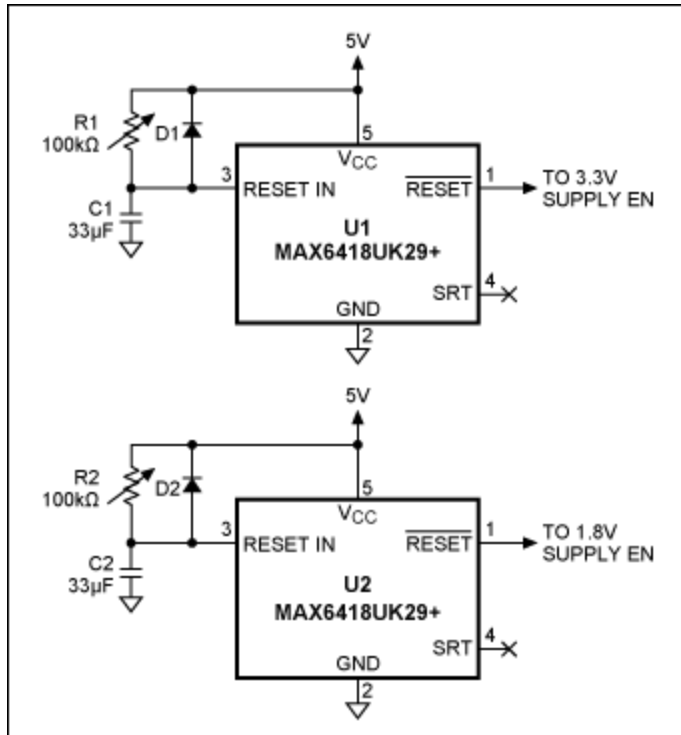 5V
R1
100kΩ
D1
5
VCC
3
RESET IN
RESET
1
TO 3.3V
SUPPLY EN
C1
33µF
U1
MAX6418UK29+
4
SRT
GND
2
5V
R2
100kΩ
D2
5
VCC
3
RESET IN
RESET
1
TO 1.8V
SUPPLY EN
C2
33µF
U2
MAX6418UK29+
4
SRT
GND
2